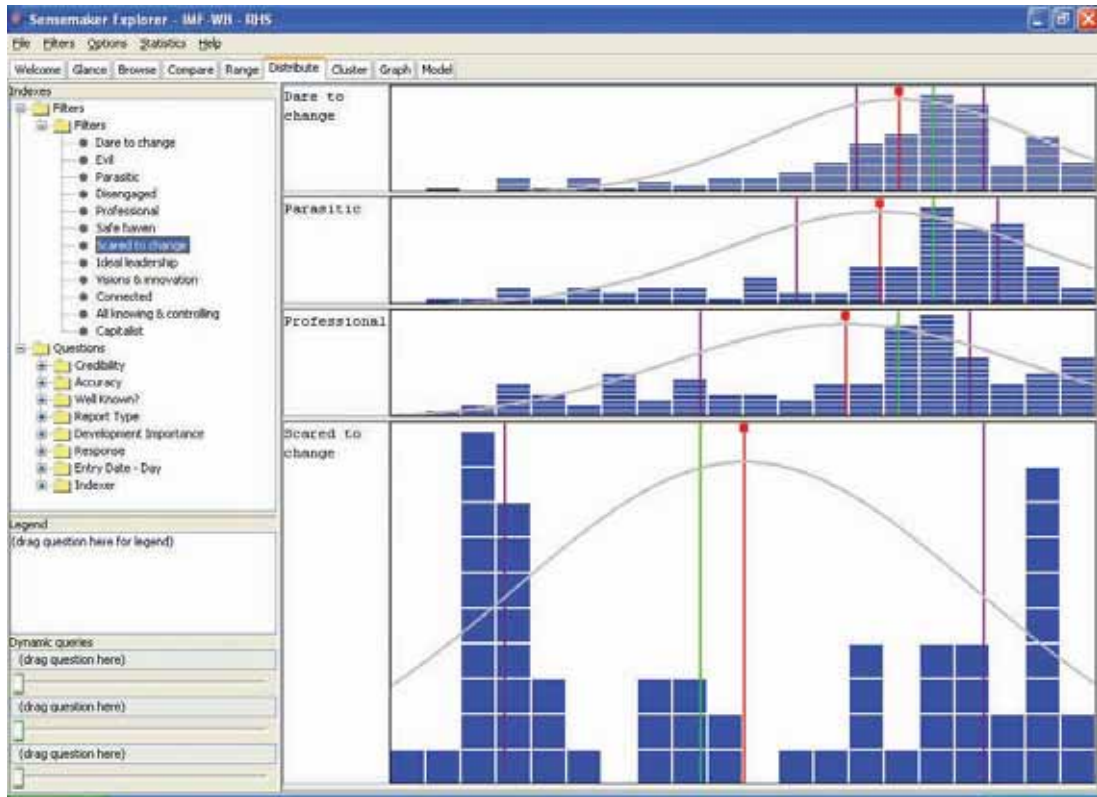 Sensemaker Explorer - IMF-WB - RHS
File Filters Options Statistics Help
Welcome Glance Browse Compare Range Distribute Cluster Graph Model
Indexes
Filters
Filters
Dare to change
Evil
Parasitic
Disengaged
Professional
Safe haven
Scared to change
Ideal leadership
Visions & innovation
Connected
All knowing & controlling
Capitalist
Questions
Credibility
Accuracy
Well Known?
Report Type
Development Importance
Response
Entry Date - Day
Indexer
Legend
(drag question here for legend)
Dynamic queries
(drag question here)
(drag question here)
(drag question here)
Dare to
change
Parasitic
Professional
Scared to
change